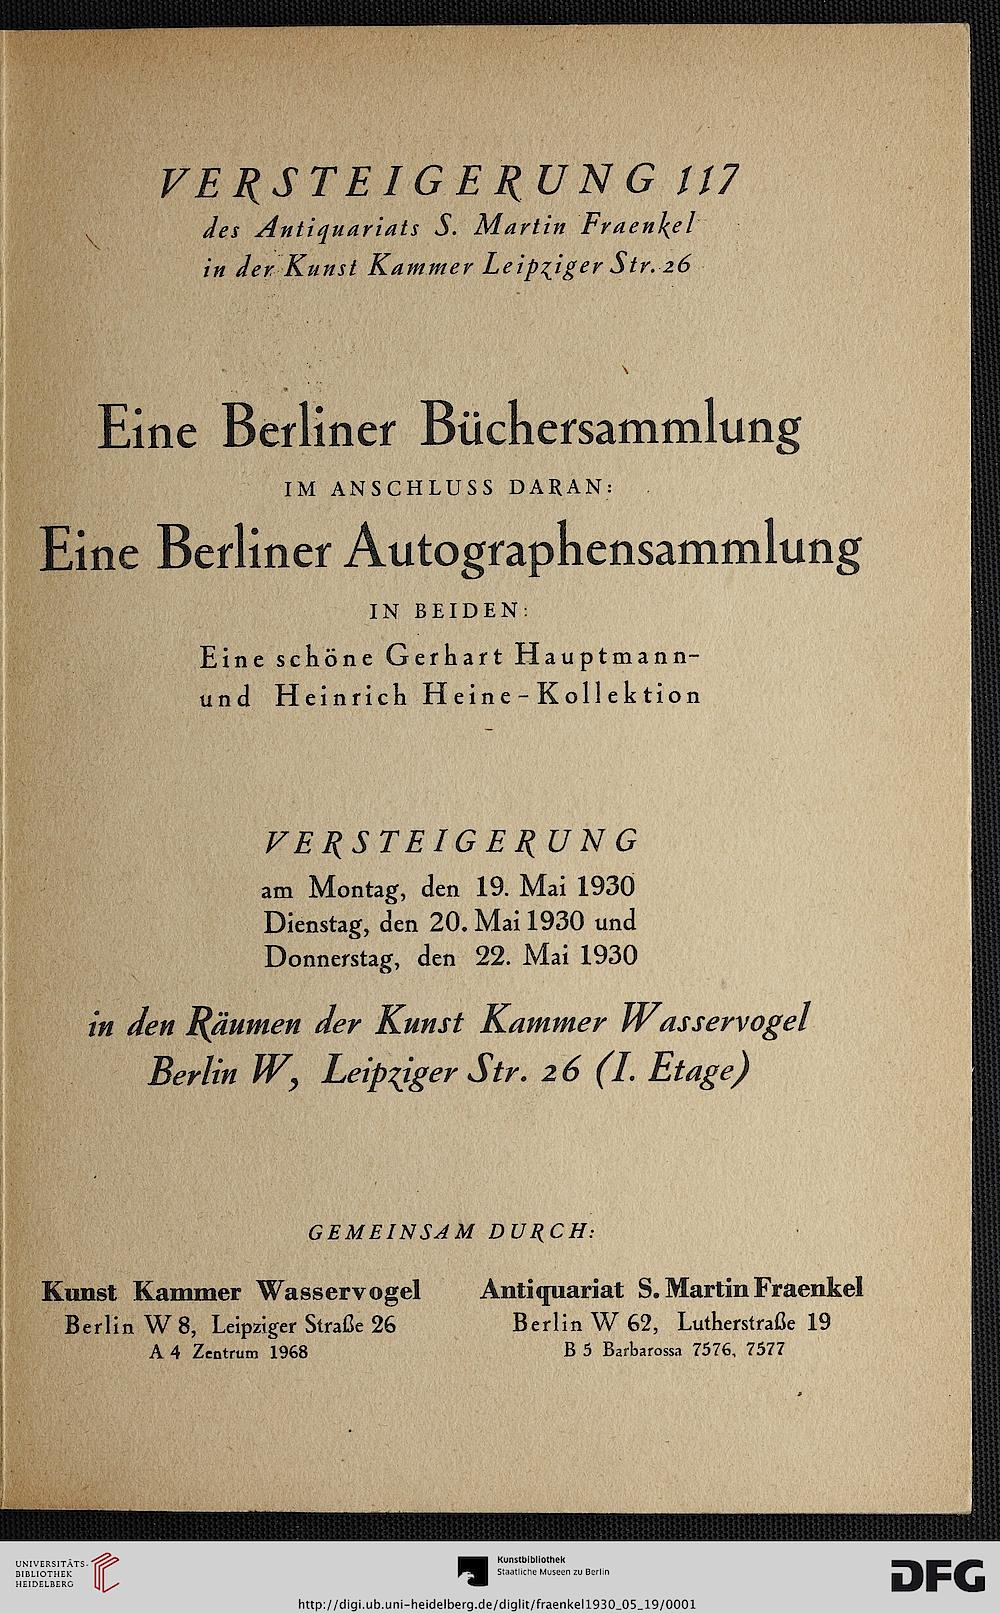 VERSTEIGERUNG 117
des Antiquariats S. Martin Fraenkel
in der Kunst Kammer Leipziger Str. 26
Eine Berliner Büchersammlung
IM ANSCHLUSS DARAN:
Eine Berliner Autographensammlung
IN BEIDEN:
Eine schöne Gerhart Hauptmann-
und Heinrich Heine-Kollektion
VERSTEIGERUNG
am Montag, den 19. Mai 1930
Dienstag, den 20. Mai 1930 und
Donnerstag, den 22. Mai 1930
in den Räumen der Kunst Kammer Wasservogel
Berlin W, Leipziger Str. 26 (I. Etage)
GEMEINSAM DURCH:
Kunst Kammer Wasservogel
Berlin W 8, Leipziger Straße 26
A 4 Zentrum 1968
Antiquariat S. Martin Fraenkel
Berlin W 62, Lutherstraße 19
B 5 Barbarossa 7576, 7577
UNIVERSITÄTS-
BIBLIOTHEK
HEIDELBERG
Kunstbibliothek
Staatliche Museen zu Berlin
DFG
http://digi.ub.uni-heidelberg.de/diglit/fraenkel1930_05_19/0001